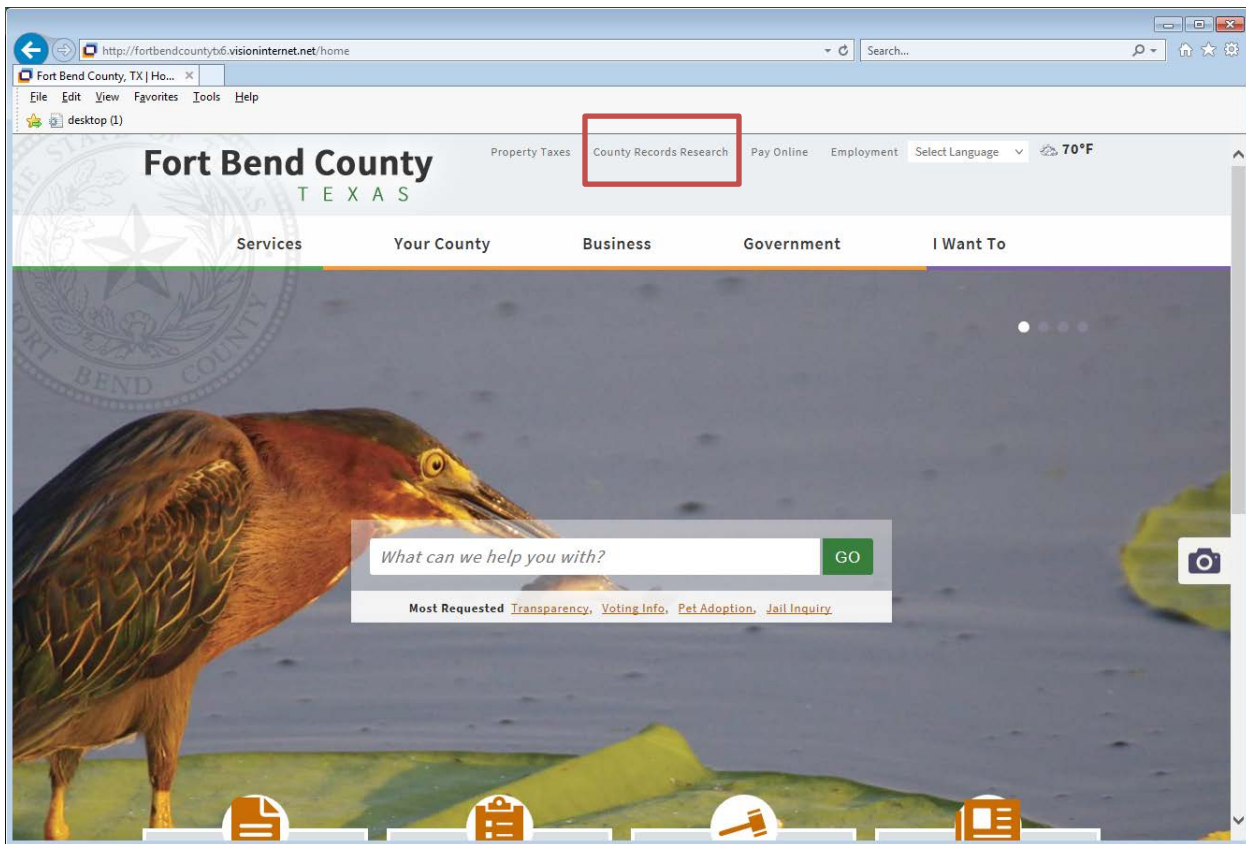 http://fortbendcountytx6.visioninternet.net/home
Search...
Fort Bend County, TX | Ho...
File Edit View Favorites Tools Help
desktop (1)
Property Taxes County Records Research Pay Online Employment Select Language 70°F
Fort Bend County
TEXAS
Services Your County Business Government I Want To
FORT BEND COUNTY
What can we help you with? GO
Most Requested Transparency, Voting Info, Pet Adoption, Jail Inquiry